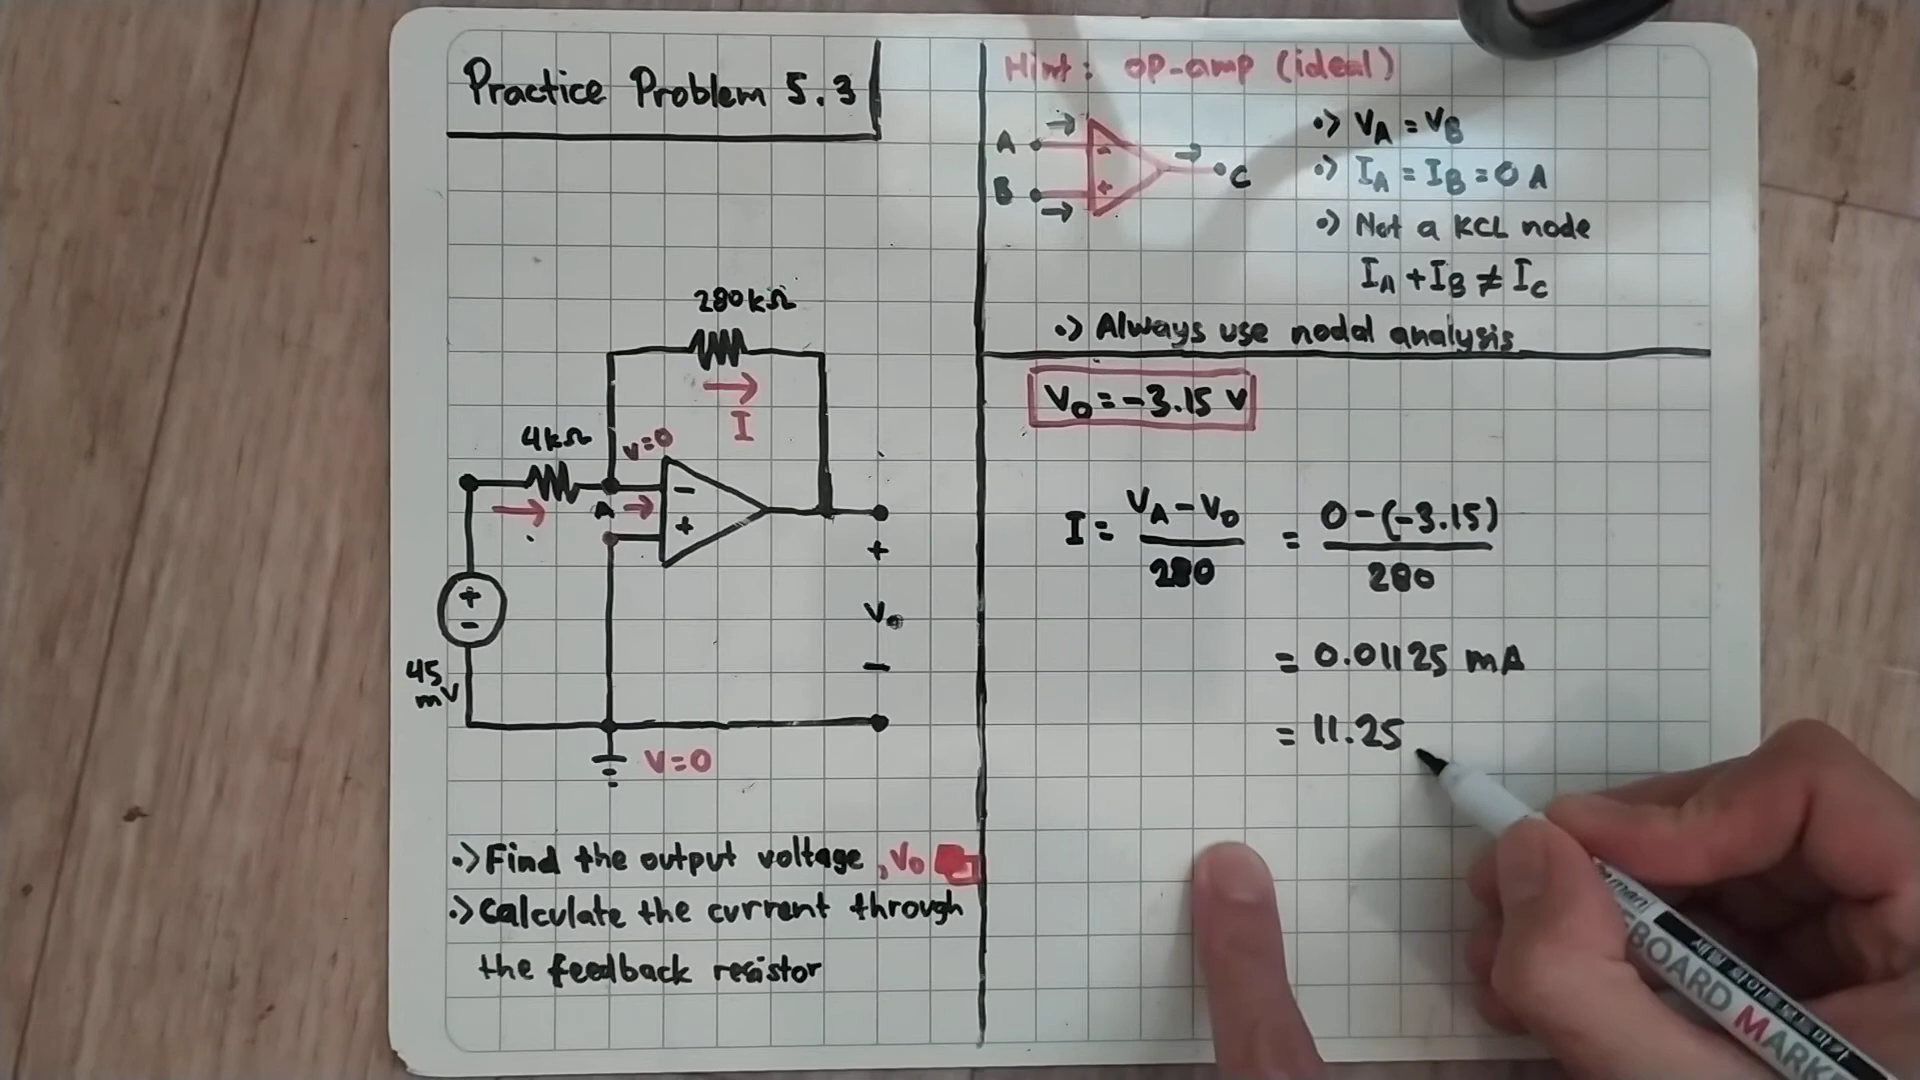 Practice Problem 5.3
280kΩ
I
4kΩ
v=0
A
-
+
+
-
45
mV
+
Vo
-
V=0
·> Find the output voltage, Vo
·> Calculate the current through
the feedback resistor
Hint: op-amp (ideal)
A
B
-
+
C
·> VA = VB
·> IA = IB = 0 A
·> Not a KCL node
IA + IB ≠ IC
·> Always use nodal analysis
Vo = -3.15 V
I = VA - Vo / 280 = 0 - (-3.15) / 280
= 0.01125 mA
= 11.25
BOARD MARK